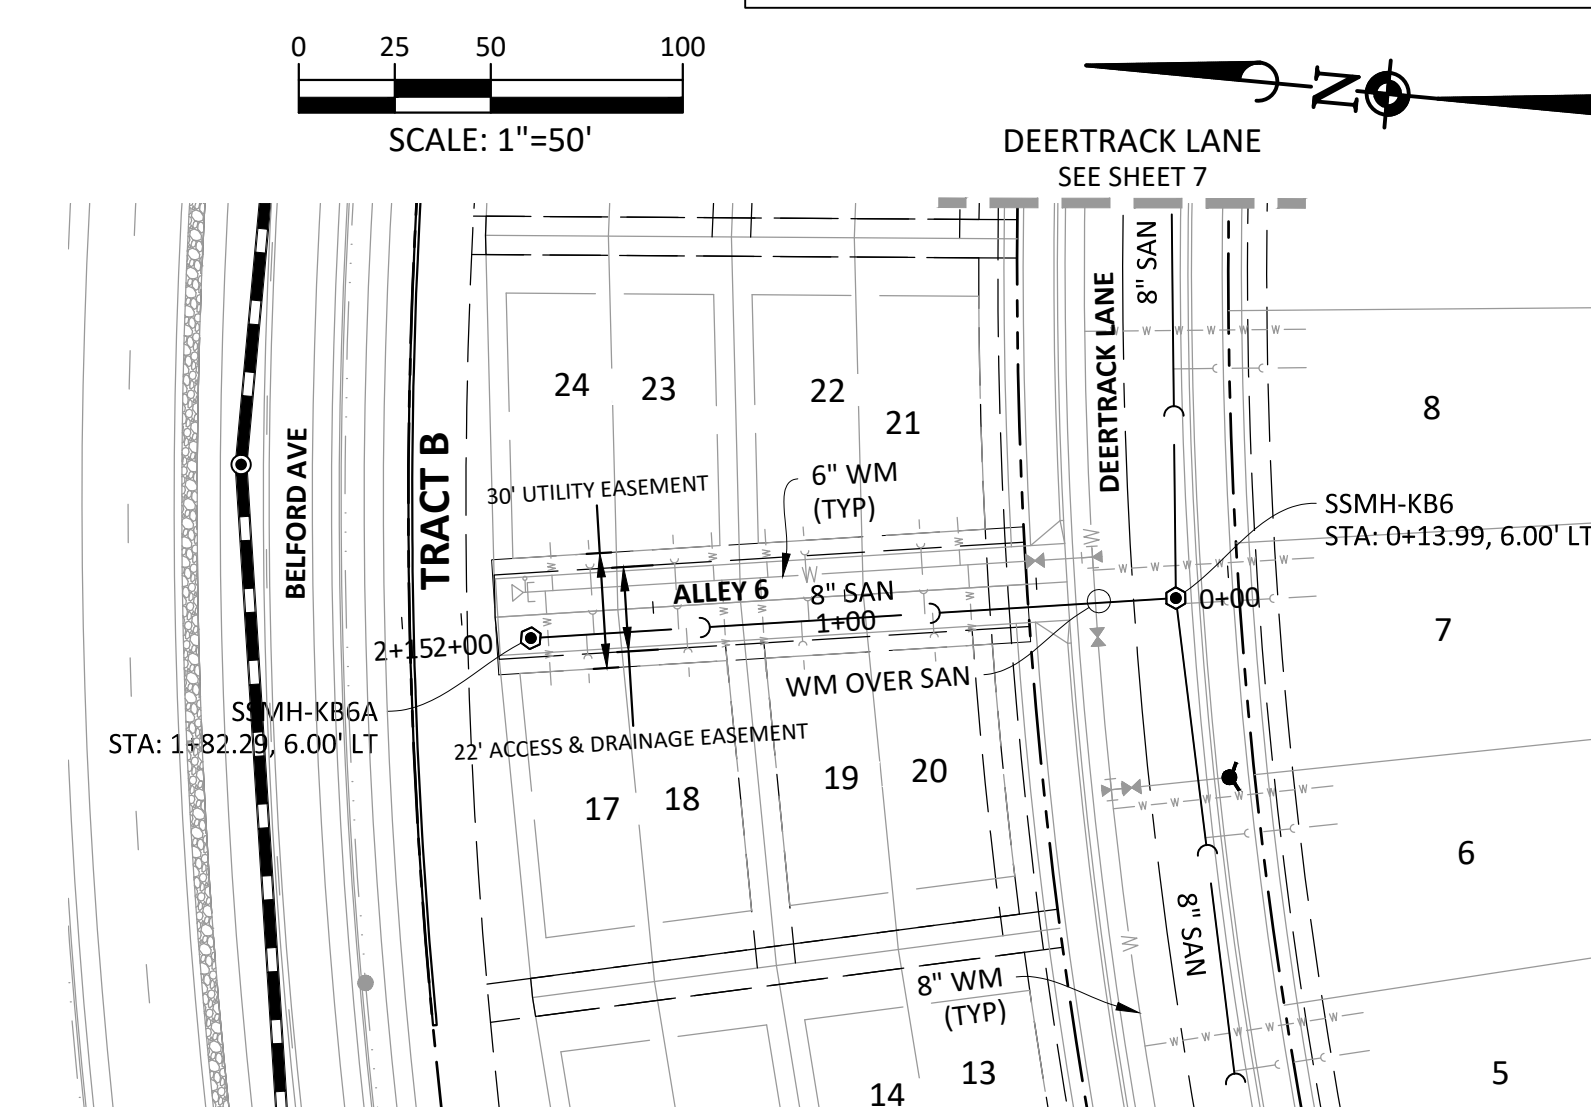 0 25 50 100
SCALE: 1"=50'
N
DEERTRACK LANE
SEE SHEET 7
8" SAN
DEERTRACK LANE
24
23
22
21
8
BELFORD AVE
TRACT B
30' UTILITY EASEMENT
6" WM
(TYP)
SSMH-KB6
STA: 0+13.99, 6.00' LT
ALLEY 6
8" SAN
1+00
0+00
W
W
7
2+15
2+00
WM OVER SAN
SSMH-KB6A
STA: 1+82.29, 6.00' LT
22' ACCESS & DRAINAGE EASEMENT
17
18
19
20
6
8" SAN
W
8" WM
(TYP)
13
14
5